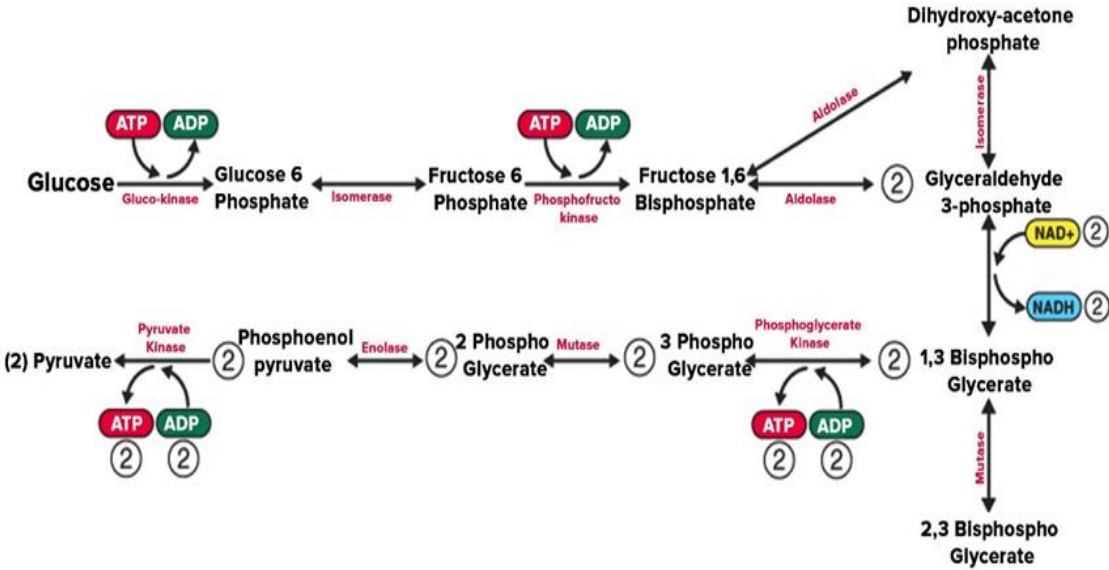 Dihydroxy-acetone
phosphate
Aldolase
Isomerase
ATP ADP
ATP ADP
Glucose
Gluco-kinase
Glucose 6
Phosphate
Isomerase
Fructose 6
Phosphate
Phosphofructo
kinase
Fructose 1,6
Bisphosphate
Aldolase
2
Glyceraldehyde
3-phosphate
NAD+ 2
NADH 2
(2) Pyruvate
Pyruvate
Kinase
2
Phosphoenol
pyruvate
Enolase
2
2 Phospho
Glycerate
Mutase
2
3 Phospho
Glycerate
Phosphoglycerate
Kinase
2
1,3 Bisphospho
Glycerate
ATP ADP
2 2
ATP ADP
2 2
Mutase
2,3 Bisphospho
Glycerate